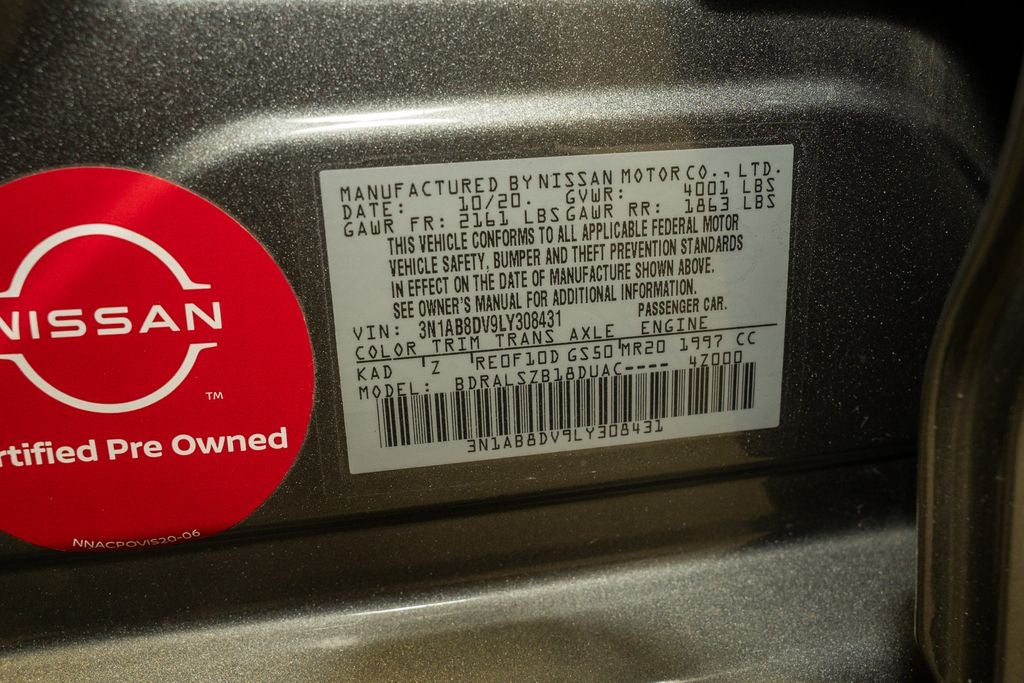 MANUFACTURED BY NISSAN MOTOR CO., LTD.
DATE: 10/20. GVWR: 4001 LBS
GAWR FR: 2161 LBS GAWR RR: 1863 LBS
THIS VEHICLE CONFORMS TO ALL APPLICABLE FEDERAL MOTOR
VEHICLE SAFETY, BUMPER AND THEFT PREVENTION STANDARDS
IN EFFECT ON THE DATE OF MANUFACTURE SHOWN ABOVE.
SEE OWNER'S MANUAL FOR ADDITIONAL INFORMATION.
VIN: 3N1AB8DV9LY308431 PASSENGER CAR.
COLOR TRIM TRANS AXLE ENGINE
KAD Z RE0F10D GS50 MR20 1997 CC
MODEL: BDRALSZB18DUAC---- 4Z000
3N1AB8DV9LY308431
NISSAN
TM
rtified Pre Owned
NNACPOVIS20-06